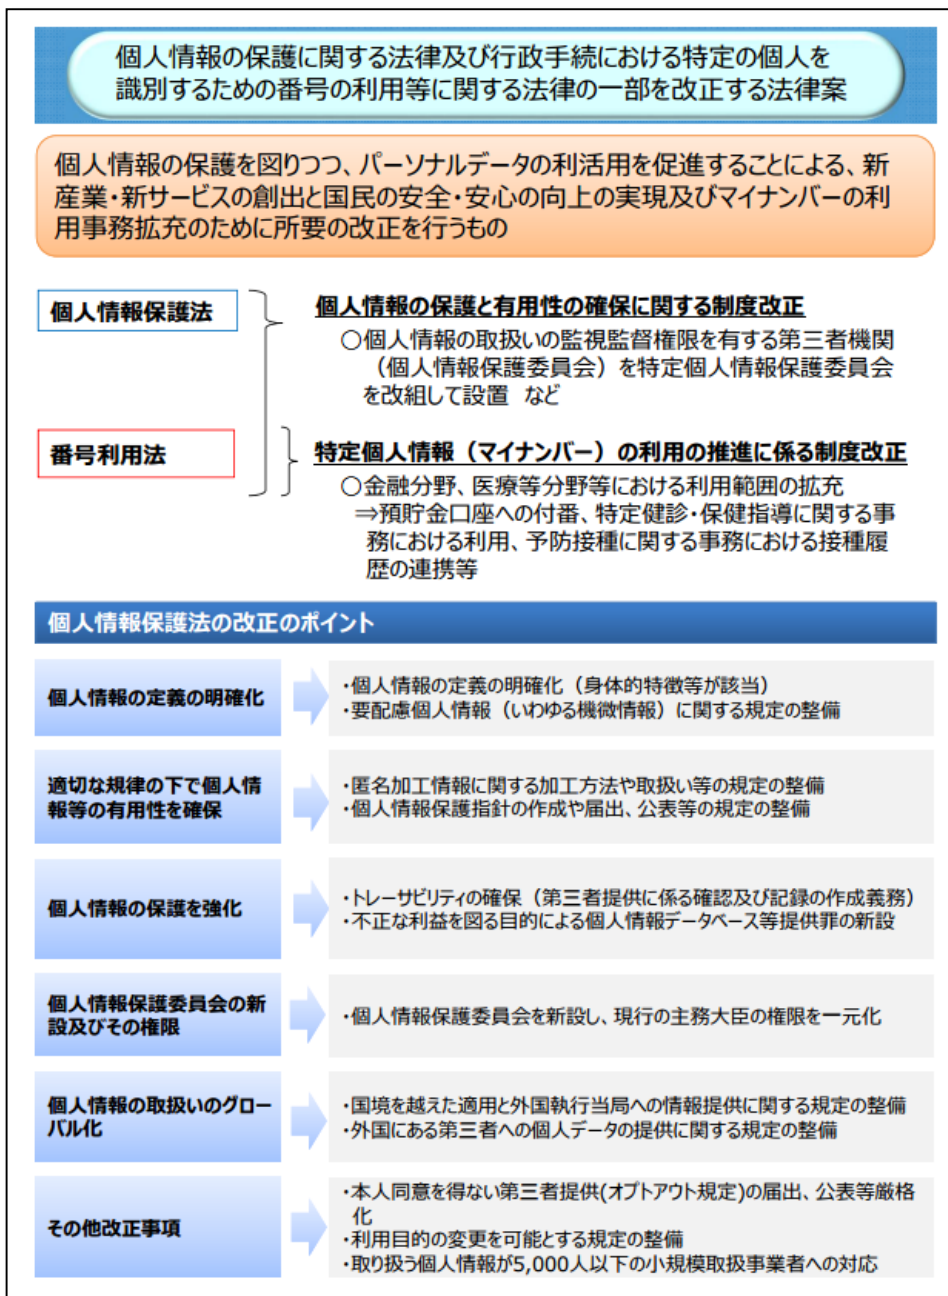 個人情報の保護に関する法律及び行政手続における特定の個人を
識別するための番号の利用等に関する法律の一部を改正する法律案
個人情報の保護を図りつつ、パーソナルデータの利活用を促進することによる、新
産業・新サービスの創出と国民の安全・安心の向上の実現及びマイナンバーの利
用事務拡充のために所要の改正を行うもの
個人情報保護法
個人情報の保護と有用性の確保に関する制度改正
○個人情報の取扱いの監視監督権限を有する第三者機関
（個人情報保護委員会）を特定個人情報保護委員会
を改組して設置 など
番号利用法
特定個人情報（マイナンバー）の利用の推進に係る制度改正
○金融分野、医療等分野等における利用範囲の拡充
⇒預貯金口座への付番、特定健診・保健指導に関する事
務における利用、予防接種に関する事務における接種履
歴の連携等
個人情報保護法の改正のポイント
個人情報の定義の明確化
・個人情報の定義の明確化（身体的特徴等が該当）
・要配慮個人情報（いわゆる機微情報）に関する規定の整備
適切な規律の下で個人情
報等の有用性を確保
・匿名加工情報に関する加工方法や取扱い等の規定の整備
・個人情報保護指針の作成や届出、公表等の規定の整備
個人情報の保護を強化
・トレーサビリティの確保（第三者提供に係る確認及び記録の作成義務）
・不正な利益を図る目的による個人情報データベース等提供罪の新設
個人情報保護委員会の新
設及びその権限
・個人情報保護委員会を新設し、現行の主務大臣の権限を一元化
個人情報の取扱いのグロー
バル化
・国境を越えた適用と外国執行当局への情報提供に関する規定の整備
・外国にある第三者への個人データの提供に関する規定の整備
その他改正事項
・本人同意を得ない第三者提供(オプトアウト規定)の届出、公表等厳格
化
・利用目的の変更を可能とする規定の整備
・取り扱う個人情報が5,000人以下の小規模取扱事業者への対応